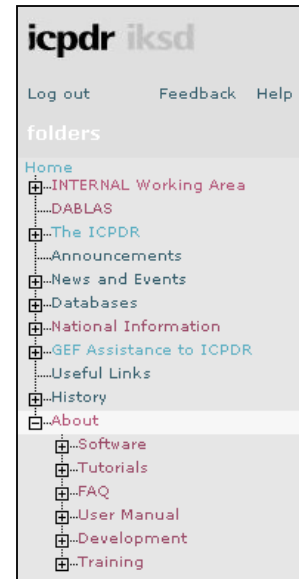 icpdr iksd
Log out Feedback Help
folders
Home
INTERNAL Working Area
DABLAS
The ICPDR
Announcements
News and Events
Databases
National Information
GEF Assistance to ICPDR
Useful Links
History
About
Software
Tutorials
FAQ
User Manual
Development
Training